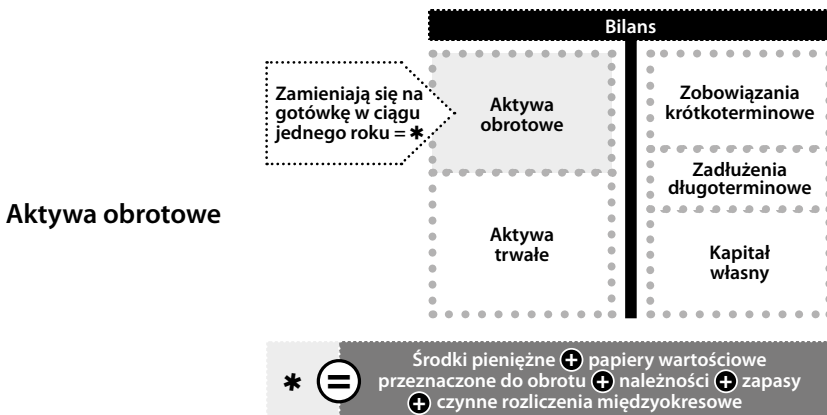 Bilans
Zamieniają się na
gotówkę w ciągu
jednego roku = *
Aktywa
obrotowe
Zobowiązania
krótkoterminowe
Zadłużenia
długoterminowe
Aktywa obrotowe
Aktywa
trwałe
Kapitał
własny
* = Środki pieniężne + papiery wartościowe
przeznaczone do obrotu + należności + zapasy
+ czynne rozliczenia międzyokresowe